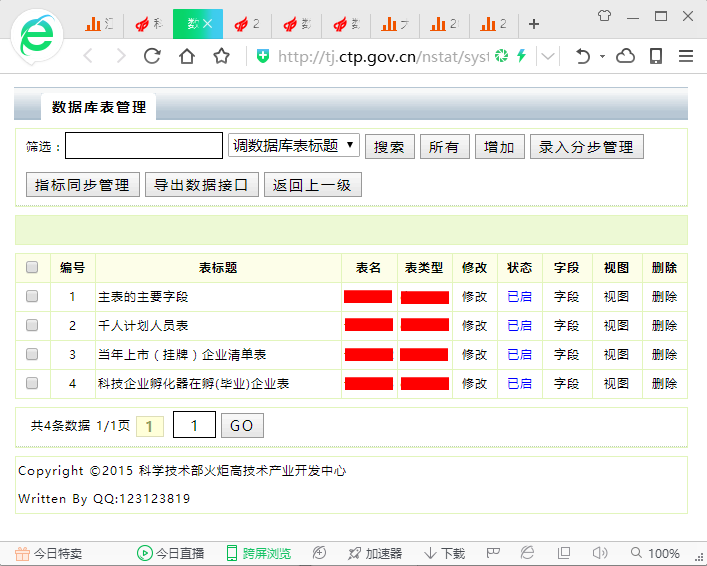 江
科
数
2
数
数
大
2
2
http://tj.ctp.gov.cn/nstat/syst
数据库表管理
筛选： 调数据库表标题 搜索 所有 增加 录入分步管理
指标同步管理 导出数据接口 返回上一级
编号 表标题 表名 表类型 修改 状态 字段 视图 删除
1 主表的主要字段 修改 已启 字段 视图 删除
2 千人计划人员表 修改 已启 字段 视图 删除
3 当年上市（挂牌）企业清单表 修改 已启 字段 视图 删除
4 科技企业孵化器在孵(毕业)企业表 修改 已启 字段 视图 删除
共4条数据 1/1页 1 1 GO
Copyright ©2015 科学技术部火炬高技术产业开发中心
Written By QQ:123123819
今日特卖 今日直播 跨屏浏览 加速器 下载 100%